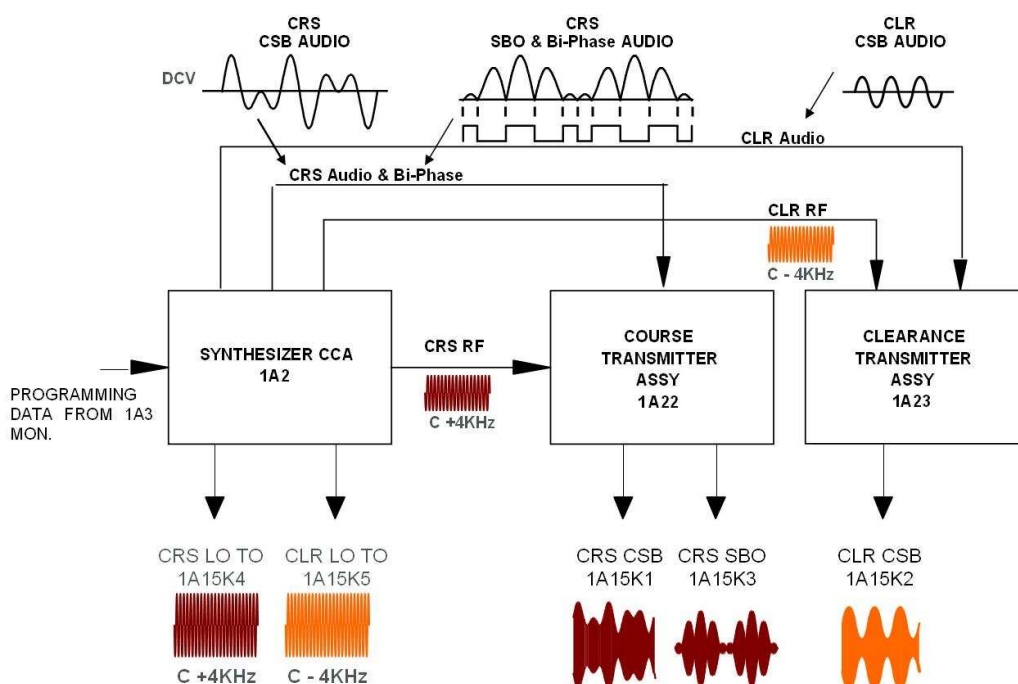 CRS
CSB AUDIO
CRS
SBO & Bi-Phase AUDIO
CLR
CSB AUDIO
DCV
CLR Audio
CRS Audio & Bi-Phase
CLR RF
C - 4KHz
SYNTHESIZER CCA
1A2
CRS RF
C +4KHz
COURSE
TRANSMITTER
ASSY
1A22
CLEARANCE
TRANSMITTER
ASSY
1A23
PROGRAMMING
DATA FROM 1A3
MON.
CRS LO TO
1A15K4
C +4KHz
CLR LO TO
1A15K5
C - 4KHz
CRS CSB
1A15K1
CRS SBO
1A15K3
CLR CSB
1A15K2